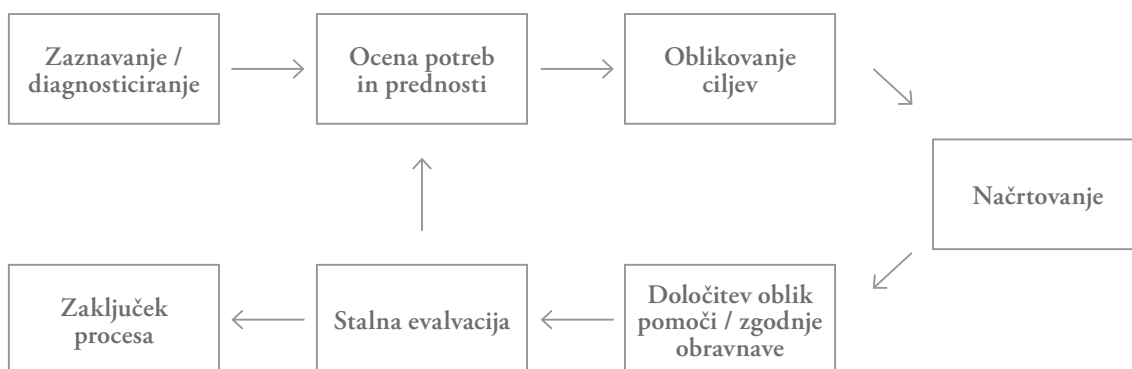 Zaznavanje /
diagnosticiranje
Ocena potreb
in prednosti
Oblikovanje
ciljev
Načrtovanje
Določitev oblik
pomoči / zgodnje
obravnave
Stalna evalvacija
Zaključek
procesa